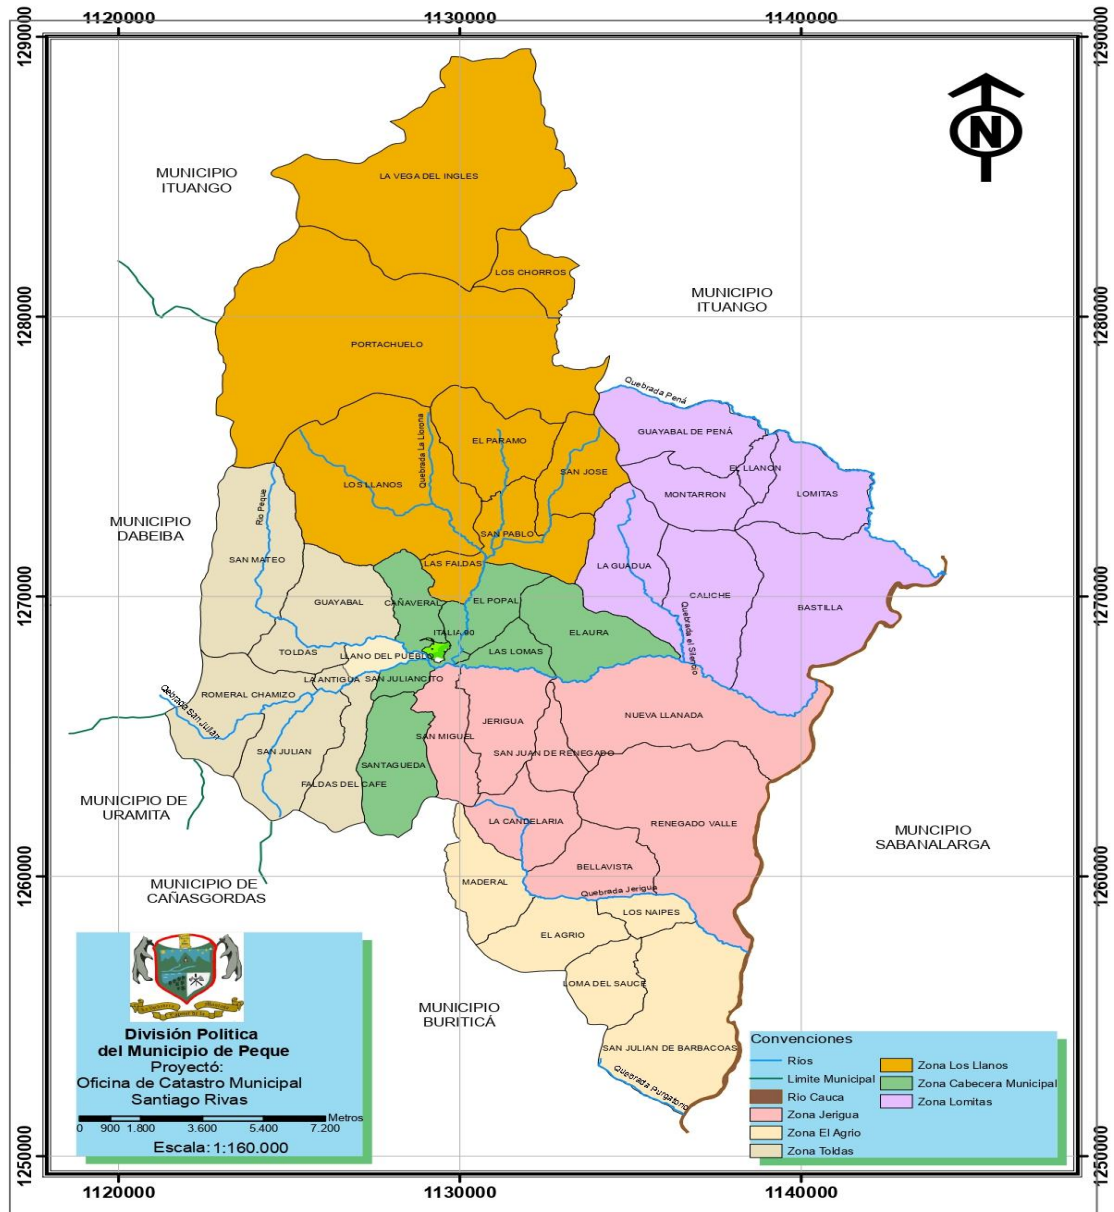 1120000
1130000
1140000
1290000
1290000
MUNICIPIO
ITUANGO
LA VEGA DEL INGLES
LOS CHORROS
MUNICIPIO
ITUANGO
1280000
1280000
PORTACHUELO
Quebrada Pená
Quebrada La Llorona
EL PARAMO
GUAYABAL DE PENÁ
SAN JOSE
EL LLANON
LOS LLANOS
MONTARRON
LOMITAS
Rio Peque
MUNICIPIO
DABEIBA
SAN PABLO
SAN MATEO
LAS FALDAS
LA GUADUA
1270000
1270000
GUAYABAL
CAÑAVERAL
EL POPAL
CALICHE
BASTILLA
ITALIA 90
ELAURA
Quebrada el Silencio
TOLDAS
LLANO DEL PUEBLO
LAS LOMAS
LA ANTIGUA
SAN JULIANCITO
ROMERAL CHAMIZO
Qebrada San Julián
JERIGUA
NUEVA LLANADA
SAN MIGUEL
SAN JULIAN
SAN JUAN DE RENEGADO
SANTAGUEDA
FALDAS DEL CAFE
MUNICIPIO DE
URAMITA
LA CANDELARIA
RENEGADO VALLE
MUNCIPIO
SABANALARGA
BELLAVISTA
1260000
1260000
MUNICIPIO DE
CAÑASGORDAS
MADERAL
Quebrada Jerigua
LOS NAIPES
EL AGRIO
LOMA DEL SAUCE
MUNICIPIO
BURITICÁ
SAN JULIAN DE BARBACOAS
Quebrada Purgatorio
N
División Politica
del Municipio de Peque
Proyectó:
Oficina de Catastro Municipal
Santiago Rivas
Metros
0 900 1.800 3.600 5.400 7.200
Escala: 1:160.000
Convenciones
Ríos
Límite Municipal
Rio Cauca
Zona Jerigua
Zona El Agrio
Zona Toldas
Zona Los Llanos
Zona Cabecera Municipal
Zona Lomitas
1250000
1250000
1120000
1130000
1140000